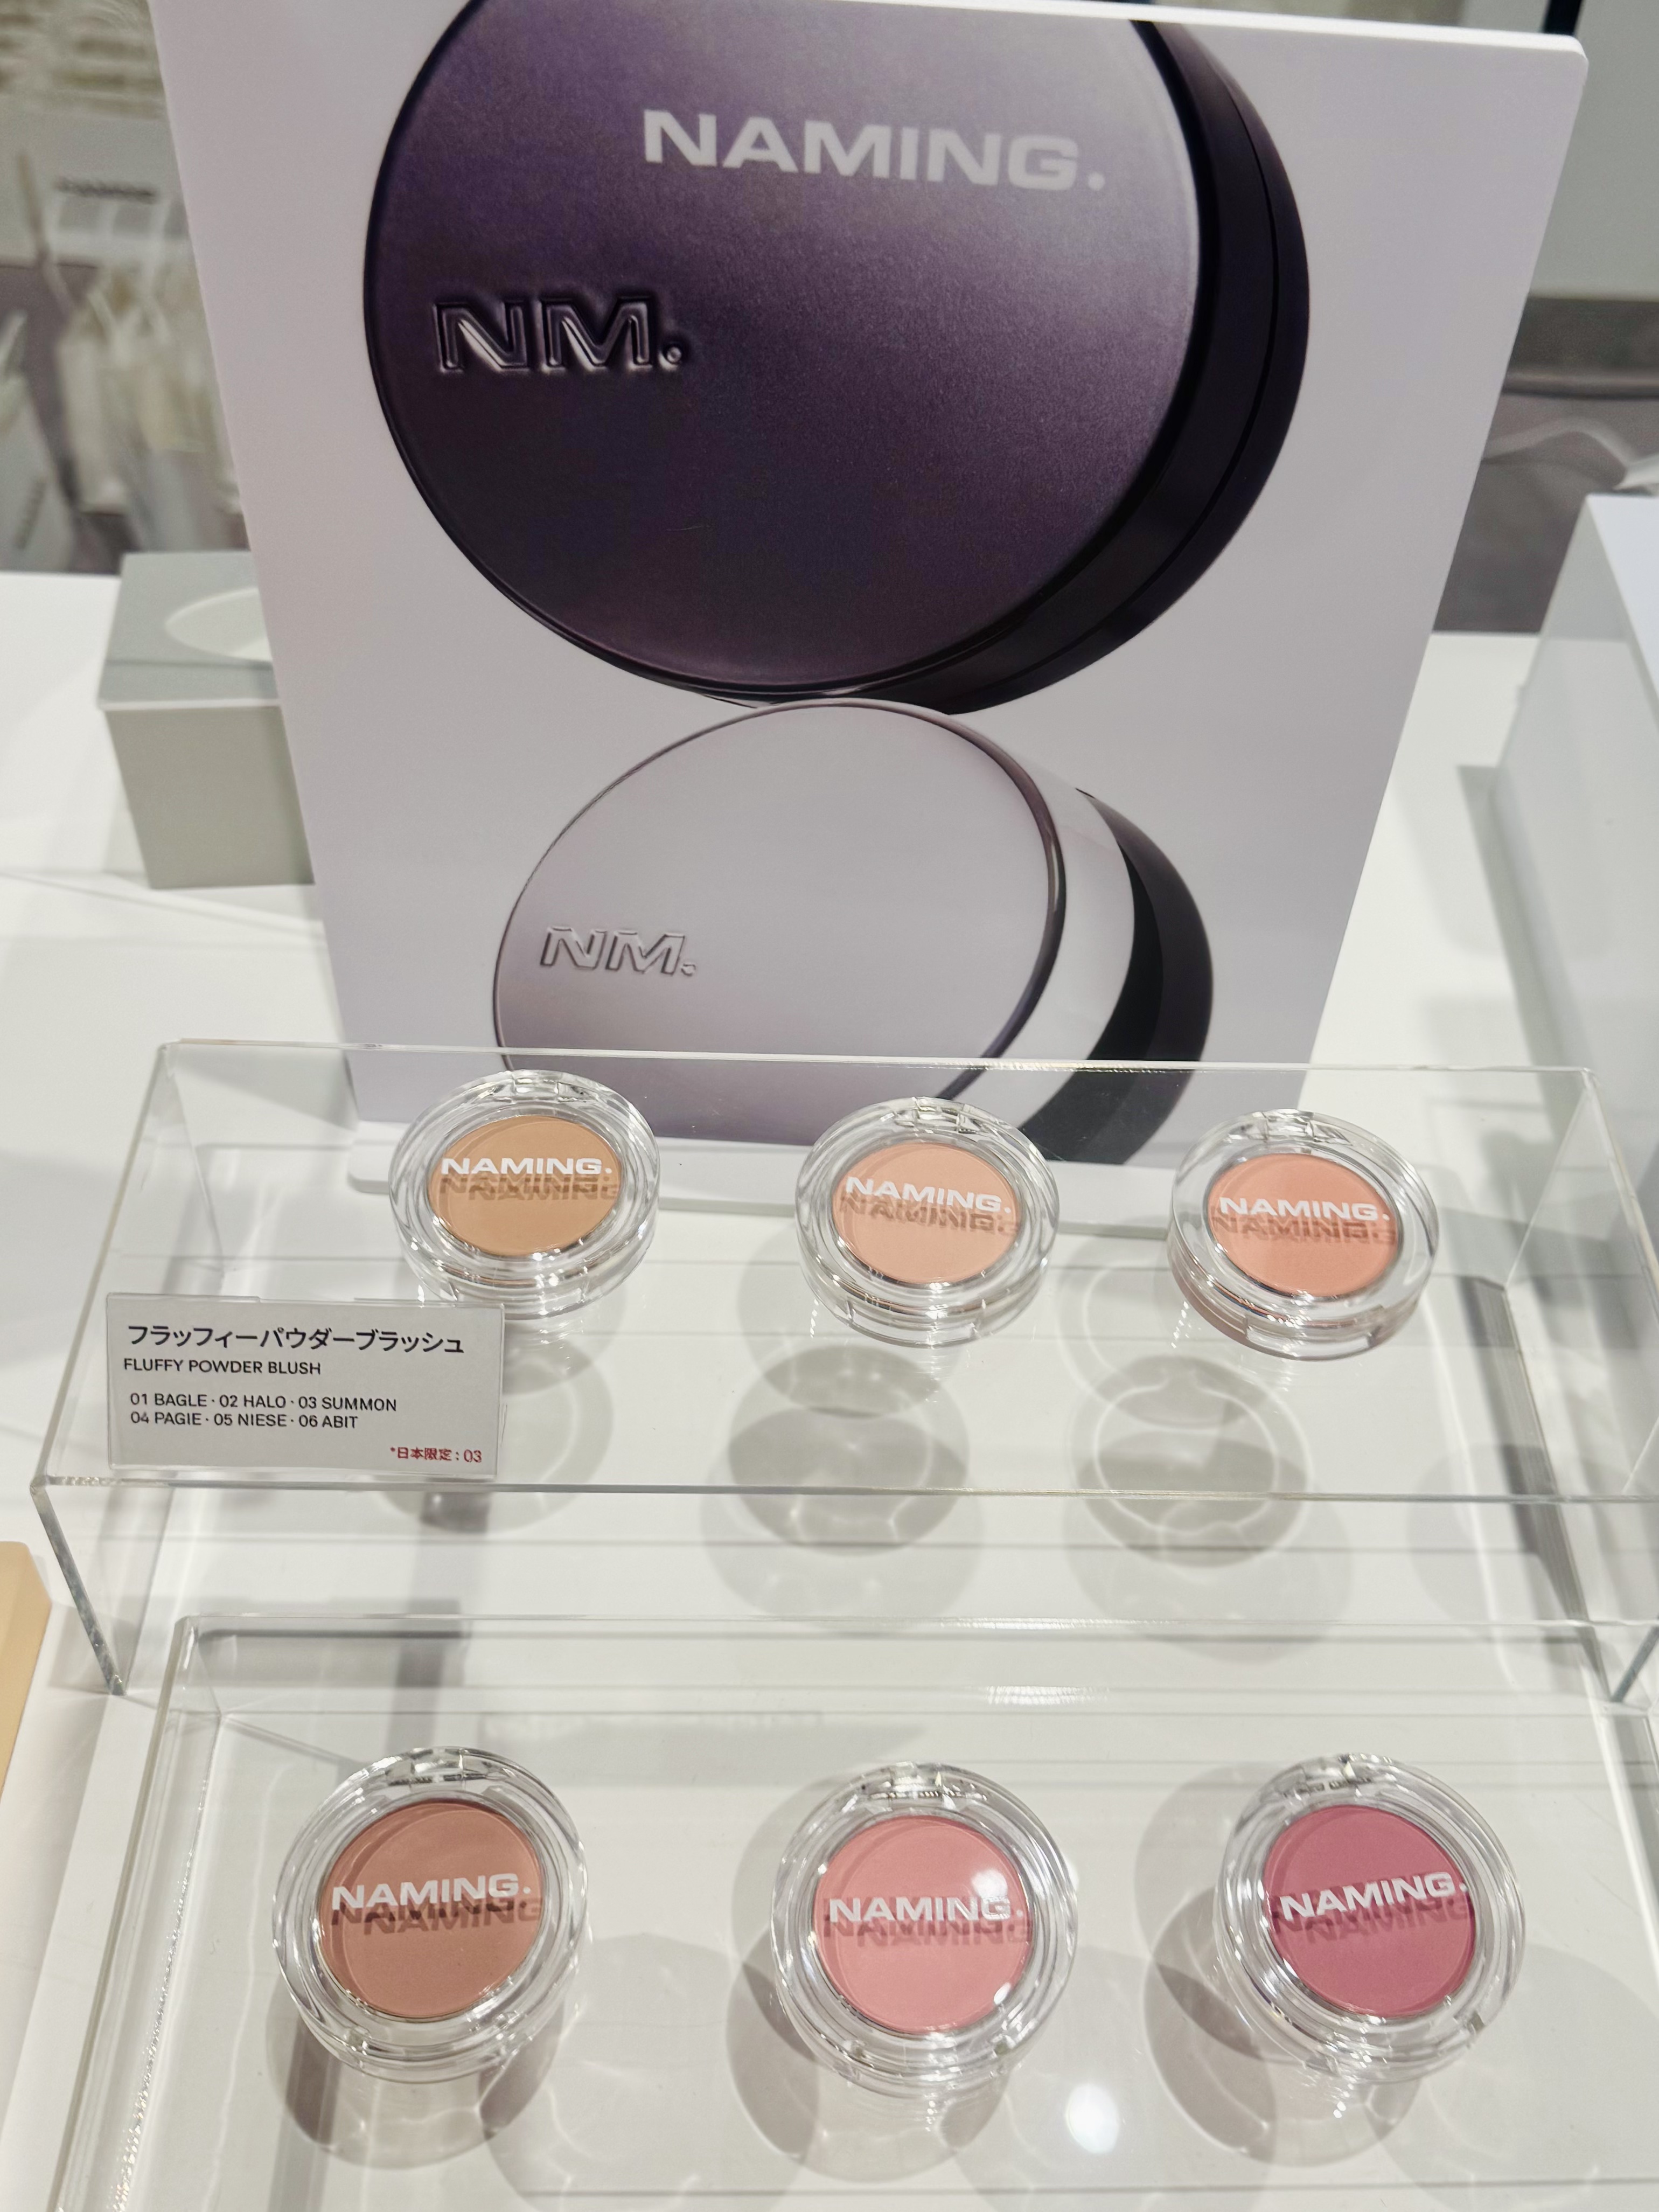 NAMING.
NM.
NM.
NAMING.
NAMING.
NAMING.
フラッフィーパウダーブラッシュ
FLUFFY POWDER BLUSH
01 BAGLE · 02 HALO · 03 SUMMON
04 PAGIE · 05 NIESE · 06 ABIT
*日本限定 : 03
NAMING.
NAMING.
NAMING.